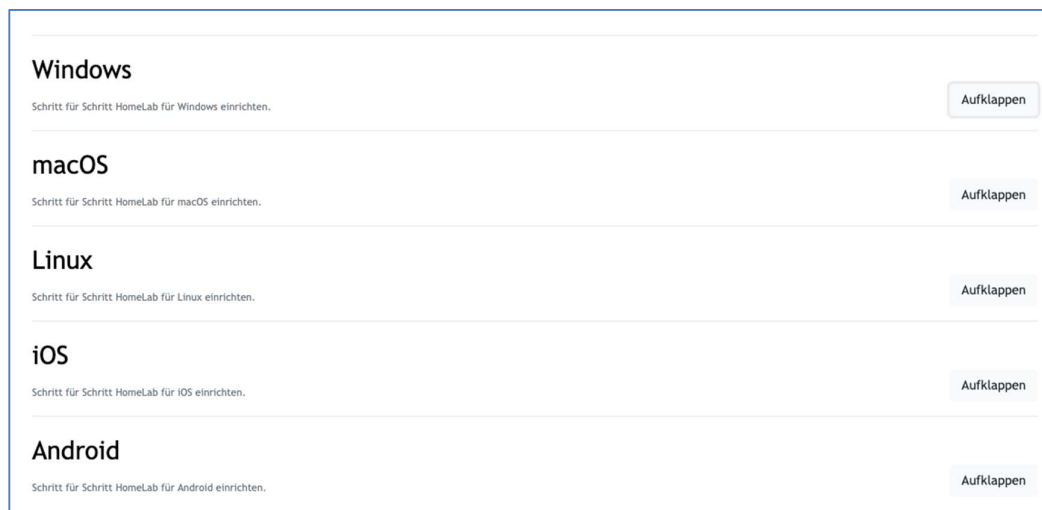 Windows
Schritt für Schritt HomeLab für Windows einrichten.
Aufklappen
macOS
Schritt für Schritt HomeLab für macOS einrichten.
Aufklappen
Linux
Schritt für Schritt HomeLab für Linux einrichten.
Aufklappen
iOS
Schritt für Schritt HomeLab für iOS einrichten.
Aufklappen
Android
Schritt für Schritt HomeLab für Android einrichten.
Aufklappen